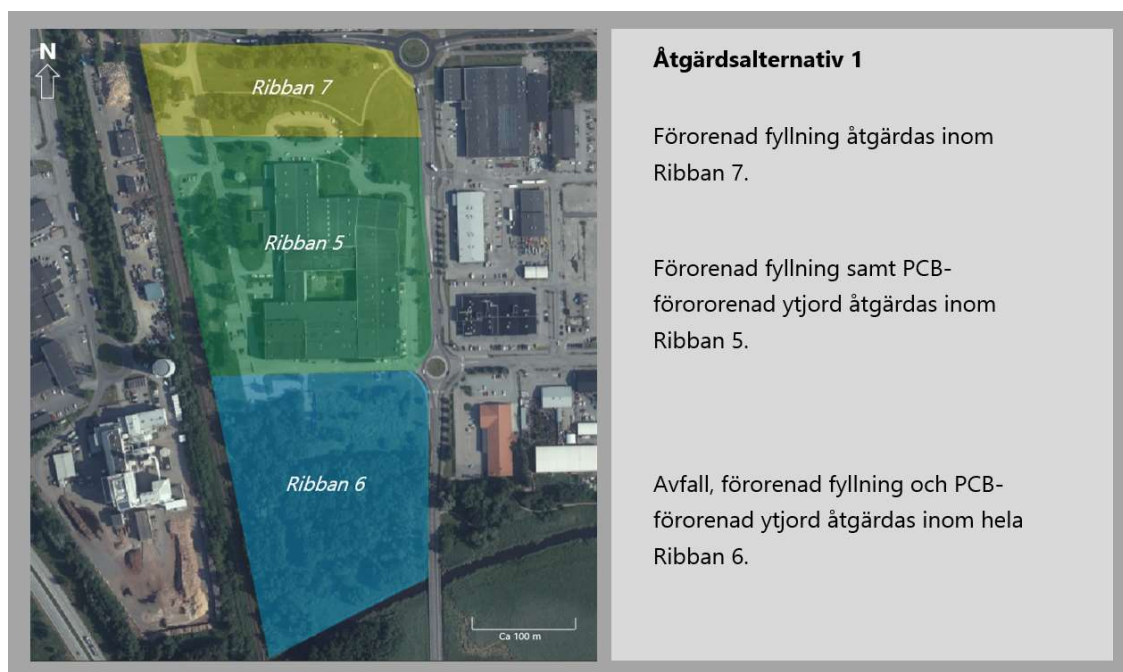 N
Ribban 7
Ribban 5
Ribban 6
Ca 100 m
Åtgärdsalternativ 1
Förorenad fyllning åtgärdas inom
Ribban 7.
Förorenad fyllning samt PCB-
förororenad ytjord åtgärdas inom
Ribban 5.
Avfall, förorenad fyllning och PCB-
förorenad ytjord åtgärdas inom hela
Ribban 6.